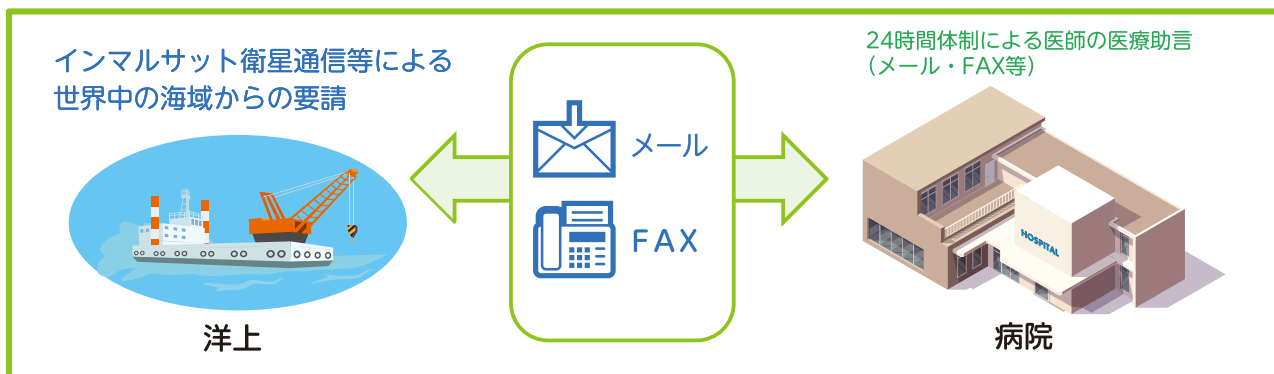 インマルサット衛星通信等による
世界中の海域からの要請
洋上
メール
FAX
24時間体制による医師の医療助言
（メール・FAX等）
HOSPITAL
病院